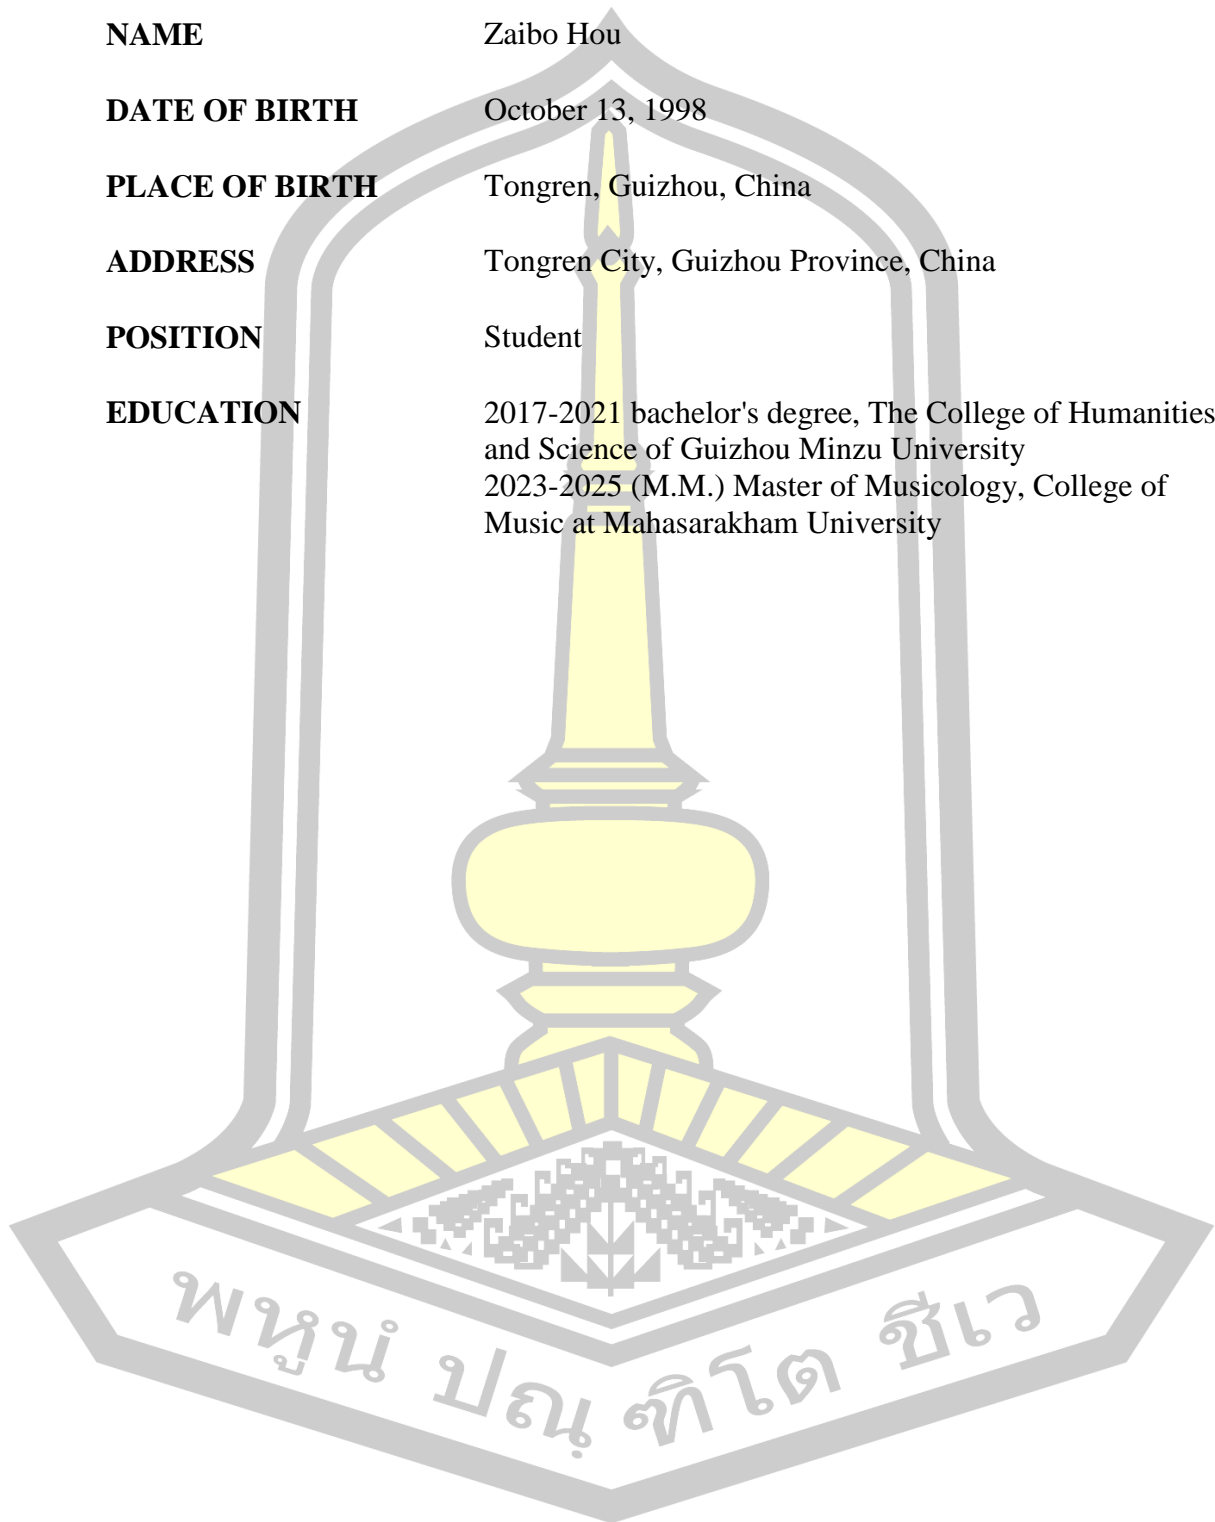 NAME Zaibo Hou
DATE OF BIRTH October 13, 1998
PLACE OF BIRTH Tongren, Guizhou, China
ADDRESS Tongren City, Guizhou Province, China
POSITION Student
EDUCATION 2017-2021 bachelor's degree, The College of Humanities
and Science of Guizhou Minzu University
2023-2025 (M.M.) Master of Musicology, College of
Music at Mahasarakham University
พหูนํ ปณฺฑิโต ชีเว